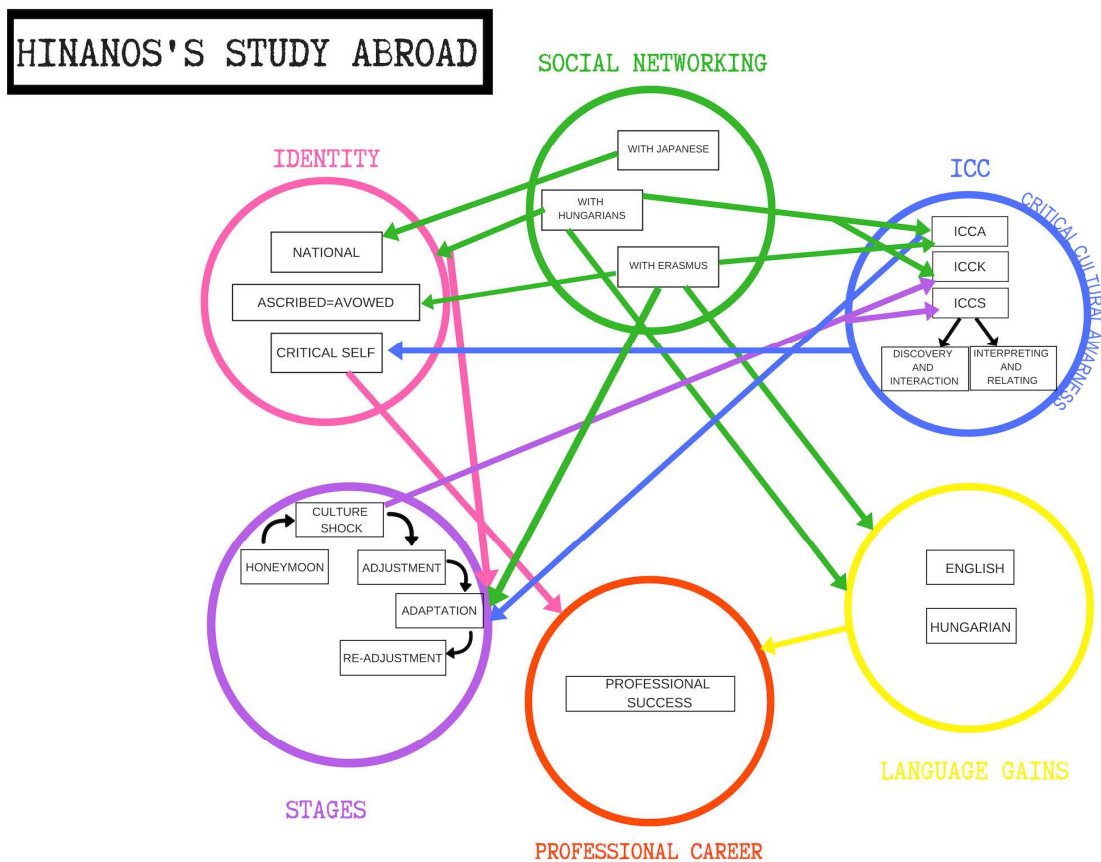 HINANOS'S STUDY ABROAD
SOCIAL NETWORKING
WITH JAPANESE
WITH
HUNGARIANS
WITH ERASMUS
IDENTITY
NATIONAL
ASCRIBED=AVOWED
CRITICAL SELF
ICC
CRITICAL CULTURAL AWARNESS
ICCA
ICCK
ICCS
DISCOVERY
AND
INTERACTION
INTERPRETING
AND
RELATING
CULTURE
SHOCK
HONEYMOON
ADJUSTMENT
ADAPTATION
RE-ADJUSTMENT
STAGES
PROFESSIONAL
SUCCESS
PROFESSIONAL CAREER
ENGLISH
HUNGARIAN
LANGUAGE GAINS